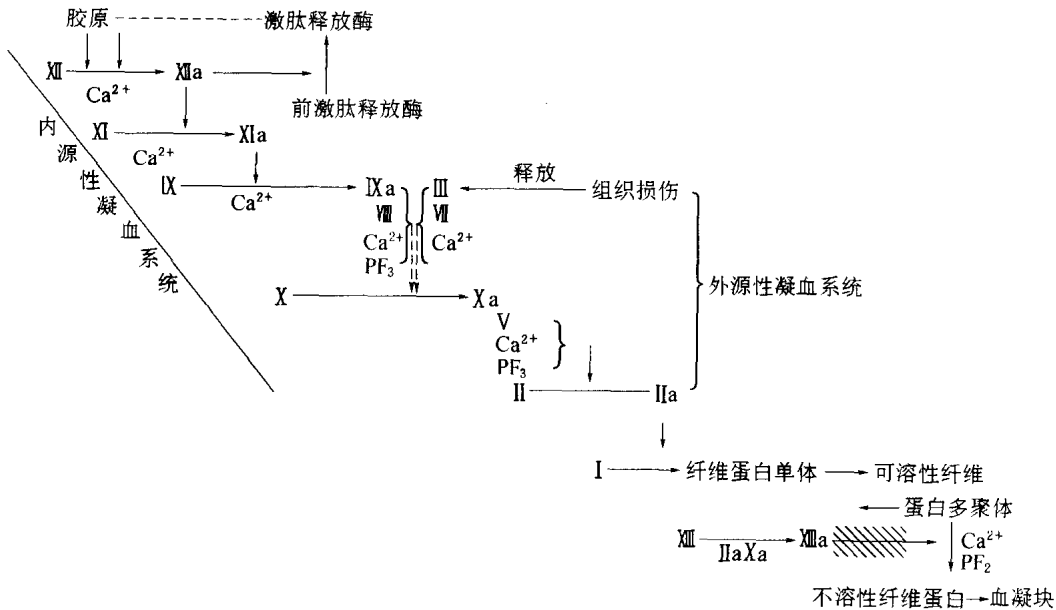 胶原 激肽释放酶
Ⅻ Ⅻa
Ca²⁺
前激肽释放酶
Ⅺ Ⅺa
Ca²⁺
Ⅸ Ⅸa Ⅲ 释放 组织损伤
Ca²⁺ Ⅷ Ⅶ
Ca²⁺ Ca²⁺
PF₃
内源性凝血系统
外源性凝血系统
Ⅹ Ⅹa
Ⅴ
Ca²⁺
PF₃
Ⅱ Ⅱa
Ⅰ 纤维蛋白单体 可溶性纤维
蛋白多聚体
ⅩⅢ ⅩⅢa Ca²⁺
ⅡaⅩa PF₂
不溶性纤维蛋白 血凝块